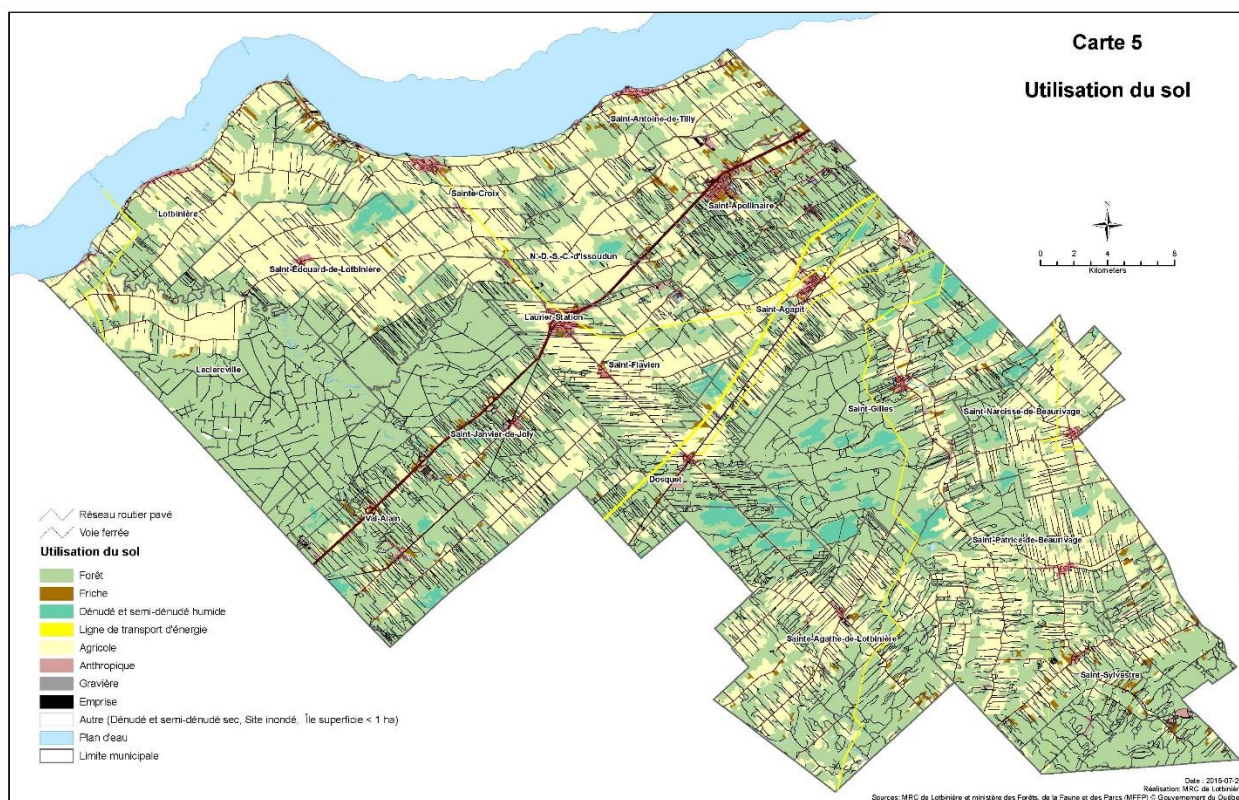 Carte 5
Utilisation du sol
Saint-Antoine-de-Tilly
Sainte-Croix
Saint-Apollinaire
Lotbinière
N.-D.-S.-C.-d'Issoudun
Saint-Édouard-de-Lotbinière
N
0 4 8
Kilometers
Saint-Agapit
Laurier-Station
Saint-Flavien
Leclercville
Saint-Gilles
Saint-Narcisse-de-Beaurivage
Saint-Janvier-de-Joly
Dosquet
Val-Alain
Saint-Patrice-de-Beaurivage
Sainte-Agathe-de-Lotbinière
Saint-Sylvestre
Réseau routier pavé
Voie ferrée
Utilisation du sol
Forêt
Friche
Dénudé et semi-dénudé humide
Ligne de transport d'énergie
Agricole
Anthropique
Gravière
Emprise
Autre (Dénudé et semi-dénudé sec, Site inondé, Île superficie < 1 ha)
Plan d'eau
Limite municipale
Date : 2015-07-2
Réalisation: MRC de Lotbinièr
Sources: MRC de Lotbinière et ministère des Forêts, de la Faune et des Parcs (MFFP) © Gouvernement du Québe